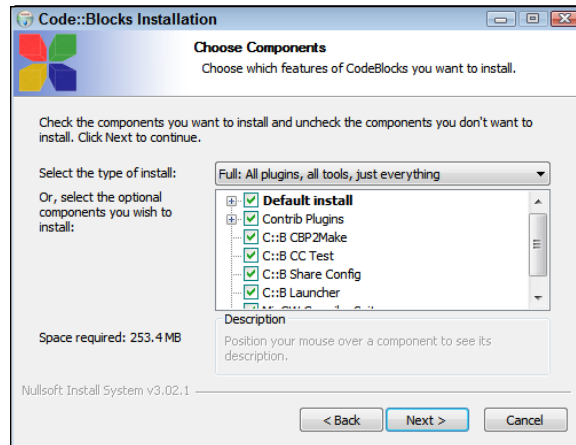 Code::Blocks Installation
Choose Components
Choose which features of CodeBlocks you want to install.
Check the components you want to install and uncheck the components you don't want to
install. Click Next to continue.
Select the type of install:
Full: All plugins, all tools, just everything
Or, select the optional
components you wish to
install:
Default install
Contrib Plugins
C::B CBP2Make
C::B CC Test
C::B Share Config
C::B Launcher
Space required: 253.4 MB
Description
Position your mouse over a component to see its
description.
Nullsoft Install System v3.02.1
< Back
Next >
Cancel